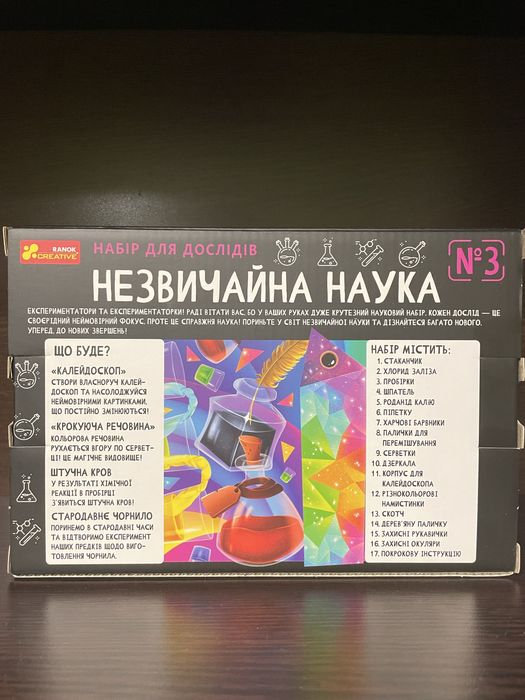 RANOK
CREATIVE
НАБІР ДЛЯ ДОСЛІДІВ
№3
НЕЗВИЧАЙНА НАУКА
ЕКСПЕРИМЕНТАТОРИ ТА ЕКСПЕРИМЕНТАТОРКИ! РАДІ ВІТАТИ ВАС, БО У ВАШИХ РУКАХ ДУЖЕ КРУТЕЗНИЙ НАУКОВИЙ НАБІР. КОЖЕН ДОСЛІД — ЦЕ
СВОЄРІДНИЙ НЕЙМОВІРНИЙ ФОКУС, ПРОТЕ ЦЕ СПРАВЖНЯ НАУКА! ПОРИНЬТЕ У СВІТ НЕЗВИЧАЙНОЇ НАУКИ ТА ДІЗНАЙТЕСЯ БАГАТО НОВОГО.
УПЕРЕД, ДО НОВИХ ЗВЕРШЕНЬ!
ЩО БУДЕ?
«КАЛЕЙДОСКОП»
СТВОРИ ВЛАСНОРУЧ КАЛЕЙ-
ДОСКОП ТА НАСОЛОДЖУЙСЯ
НЕЙМОВІРНИМИ КАРТИНКАМИ,
ЩО ПОСТІЙНО ЗМІНЮЮТЬСЯ!
«КРОКУЮЧА РЕЧОВИНА»
КОЛЬОРОВА РЕЧОВИНА
РУХАЄТЬСЯ ВГОРУ ПО СЕРВЕТ-
ЦІ! ЦЕ МАГІЧНЕ ВИДОВИЩЕ!
ШТУЧНА КРОВ
У РЕЗУЛЬТАТІ ХІМІЧНОЇ
РЕАКЦІЇ В ПРОБІРЦІ
З'ЯВИТЬСЯ ШТУЧНА КРОВ!
СТАРОДАВНЄ ЧОРНИЛО
ПОРИНЕМО В СТАРОДАВНІ ЧАСИ
ТА ВІДТВОРИМО ЕКСПЕРИМЕНТ
НАШИХ ПРЕДКІВ ЩОДО ВИГО-
ТОВЛЕННЯ ЧОРНИЛА.
НАБІР МІСТИТЬ:
1. СТАКАНЧИК
2. ХЛОРИД ЗАЛІЗА
3. ПРОБІРКИ
4. ШПАТЕЛЬ
5. РОДАНІД КАЛІЮ
6. ПІПЕТКУ
7. ХАРЧОВІ БАРВНИКИ
8. ПАЛИЧКИ ДЛЯ
ПЕРЕМІШУВАННЯ
9. СЕРВЕТКИ
10. ДЗЕРКАЛА
11. КОРПУС ДЛЯ
КАЛЕЙДОСКОПА
12. РІЗНОКОЛЬОРОВІ
НАМИСТИНКИ
13. СКОТЧ
14. ДЕРЕВ'ЯНУ ПАЛИЧКУ
15. ЗАХИСНІ РУКАВИЧКИ
16. ЗАХИСНІ ОКУЛЯРИ
17. ПОКРОКОВУ ІНСТРУКЦІЮ